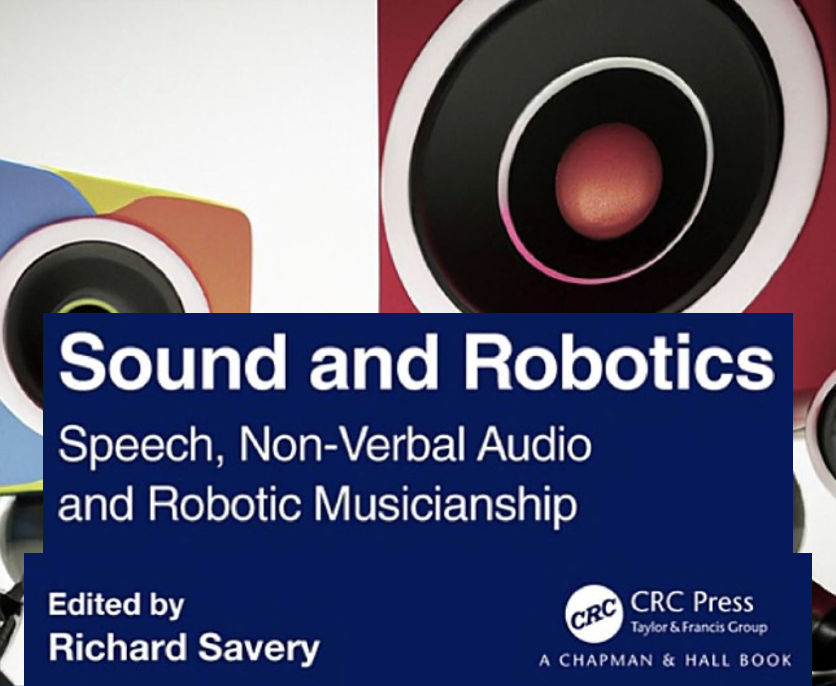 Sound and Robotics
Speech, Non-Verbal Audio
and Robotic Musicianship
Edited by
Richard Savery
CRC CRC Press
Taylor & Francis Group
A CHAPMAN & HALL BOOK